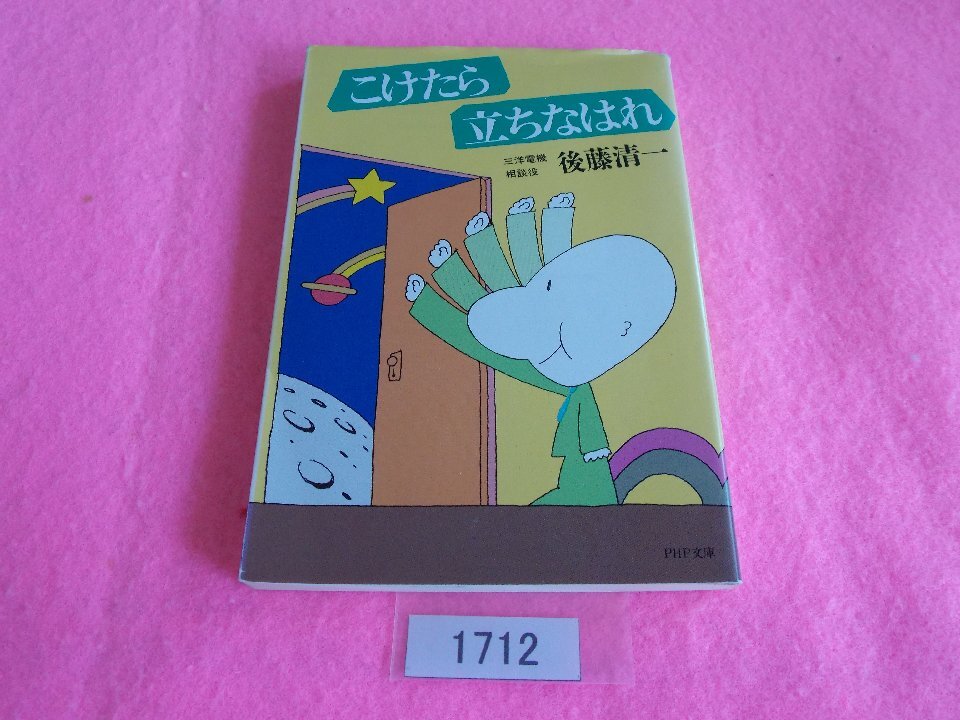 こけたら
立ちなはれ
三洋電機
相談役
後藤清一
PHP文庫
1712